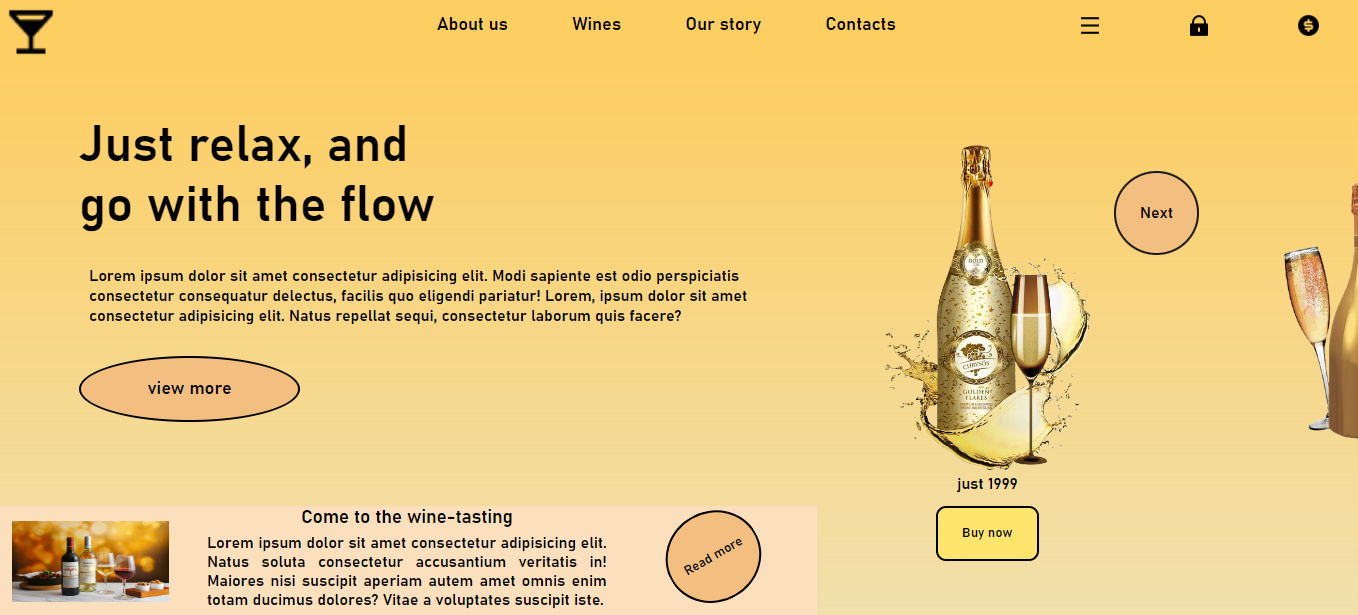 About us Wines Our story Contacts
Just relax, and
go with the flow
Lorem ipsum dolor sit amet consectetur adipisicing elit. Modi sapiente est odio perspiciatis
consectetur consequatur delectus, facilis quo eligendi pariatur! Lorem, ipsum dolor sit amet
consectetur adipisicing elit. Natus repellat sequi, consectetur laborum quis facere?
view more
Next
GOLD
CHRYSOS
GOLDEN
FLAKES
just 1999
Buy now
Come to the wine-tasting
Lorem ipsum dolor sit amet consectetur adipisicing elit.
Natus soluta consectetur accusantium veritatis in!
Maiores nisi suscipit aperiam autem amet omnis enim
totam ducimus dolores? Vitae a voluptates suscipit iste.
Read more